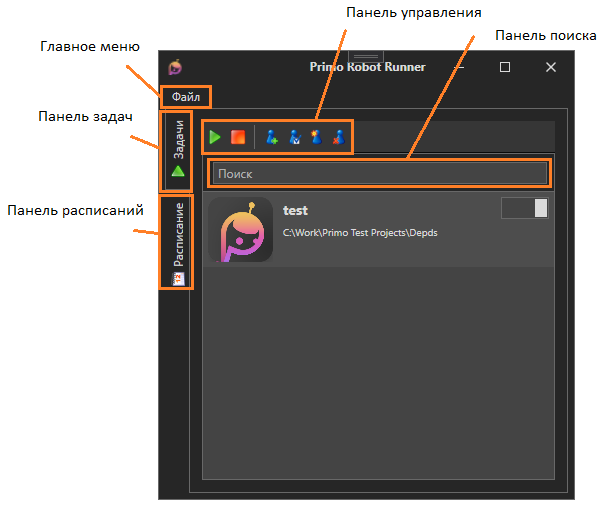 Панель управления
Панель поиска
Главное меню
Primo Robot Runner
Файл
Панель задач
Задачи
Поиск
Панель расписаний
Расписание
12
test
C:\Work\Primo Test Projects\Depds